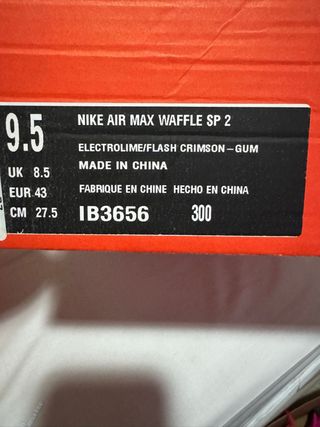 9.5
NIKE AIR MAX WAFFLE SP 2
ELECTROLIME/FLASH CRIMSON-GUM
MADE IN CHINA
UK 8.5
EUR 43
FABRIQUE EN CHINE HECHO EN CHINA
CM 27.5
IB3656 300